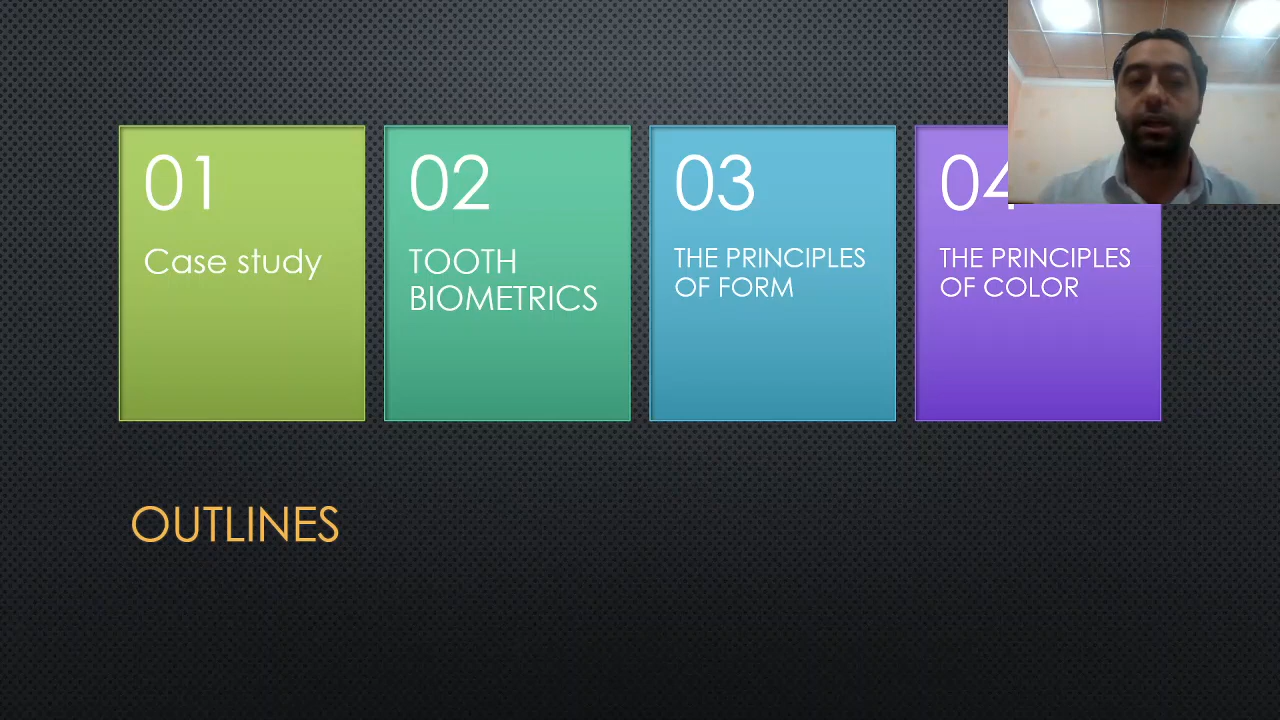 01
Case study
02
TOOTH
BIOMETRICS
03
THE PRINCIPLES
OF FORM
04
THE PRINCIPLES
OF COLOR
OUTLINES